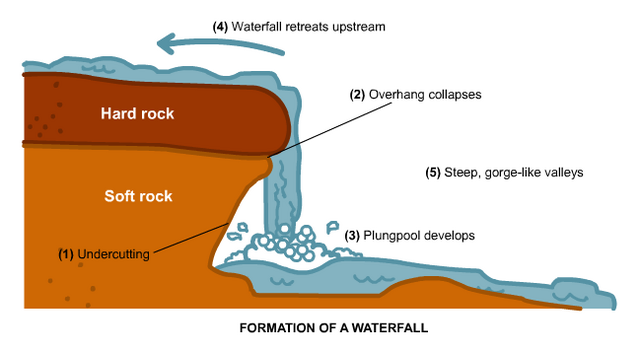 (4) Waterfall retreats upstream
(2) Overhang collapses
Hard rock
(5) Steep, gorge-like valleys
Soft rock
(3) Plungpool develops
(1) Undercutting
FORMATION OF A WATERFALL